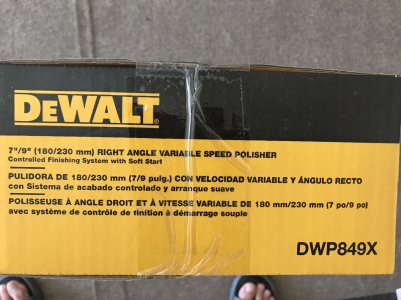 DEWALT
7"/9" (180/230 mm) RIGHT ANGLE VARIABLE SPEED POLISHER
Controlled Finishing System with Soft Start
PULIDORA DE 180/230 mm (7/9 pulg.) CON VELOCIDAD VARIABLE Y ÁNGULO RECTO
con Sistema de acabado controlado y arranque suave
POLISSEUSE À ANGLE DROIT ET À VITESSE VARIABLE DE 180 mm/230 mm (7 po/9 po)
avec système de contrôle de finition à démarrage souple
DWP849X